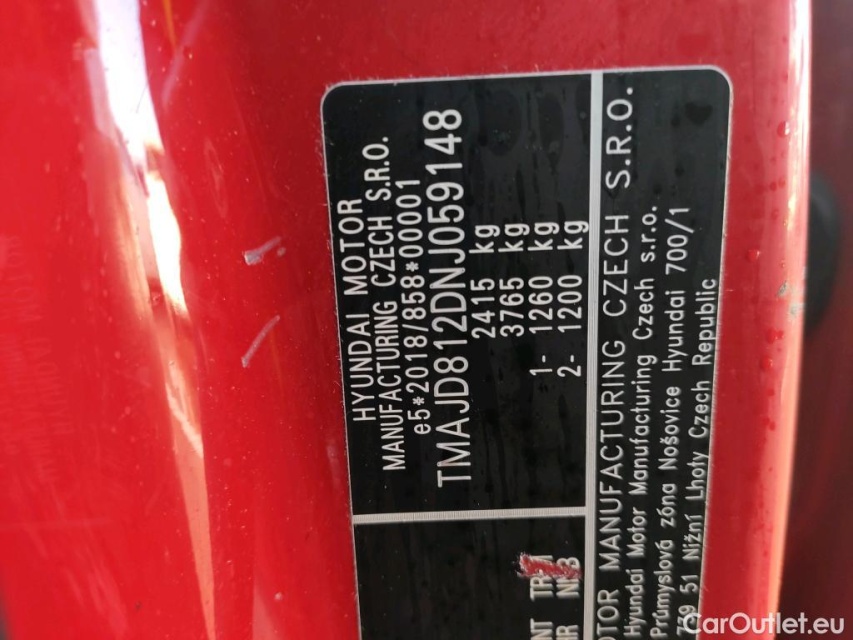 HYUNDAI MOTOR
MANUFACTURING CZECH S.R.O.
e5*2018/858*00001
TMAJD812DNJ059148
2415 kg
3765 kg
1- 1260 kg
2- 1200 kg
MANUFACTURING CZECH S.R.O.
Hyundai Motor Manufacturing Czech s.r.o.
Průmyslová zóna Nošovice Hyundai 700/1
739 51 Nižní Lhoty Czech Republic
CarOutlet.eu